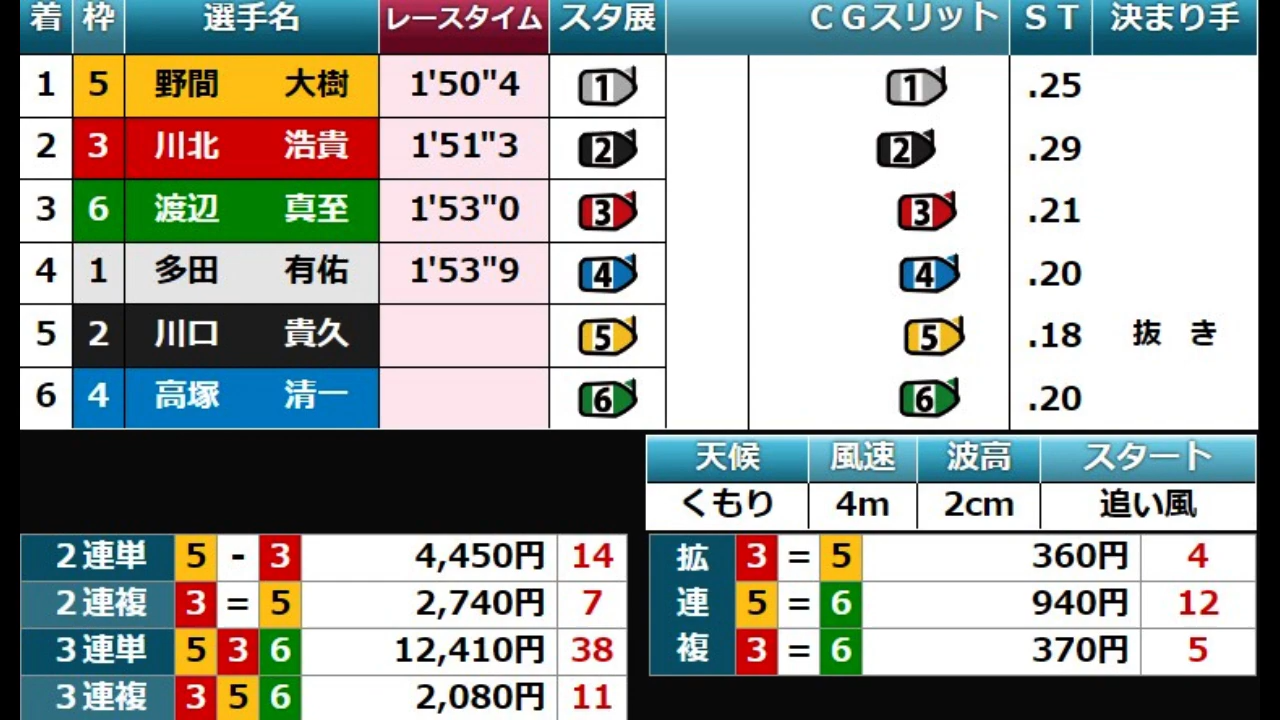 着 枠 選手名 レースタイム スタ展 CGスリット ST 決まり手
1 5 野間 大樹 1'50"4 1 1 .25
2 3 川北 浩貴 1'51"3 2 2 .29
3 6 渡辺 真至 1'53"0 3 3 .21
4 1 多田 有佑 1'53"9 4 4 .20
5 2 川口 貴久 5 5 .18 抜き
6 4 高塚 清一 6 6 .20
天候 風速 波高 スタート
くもり 4m 2cm 追い風
2連単 5 - 3 4,450円 14
2連複 3 = 5 2,740円 7
3連単 5 3 6 12,410円 38
3連複 3 5 6 2,080円 11
拡 3 = 5 360円 4
連 5 = 6 940円 12
複 3 = 6 370円 5